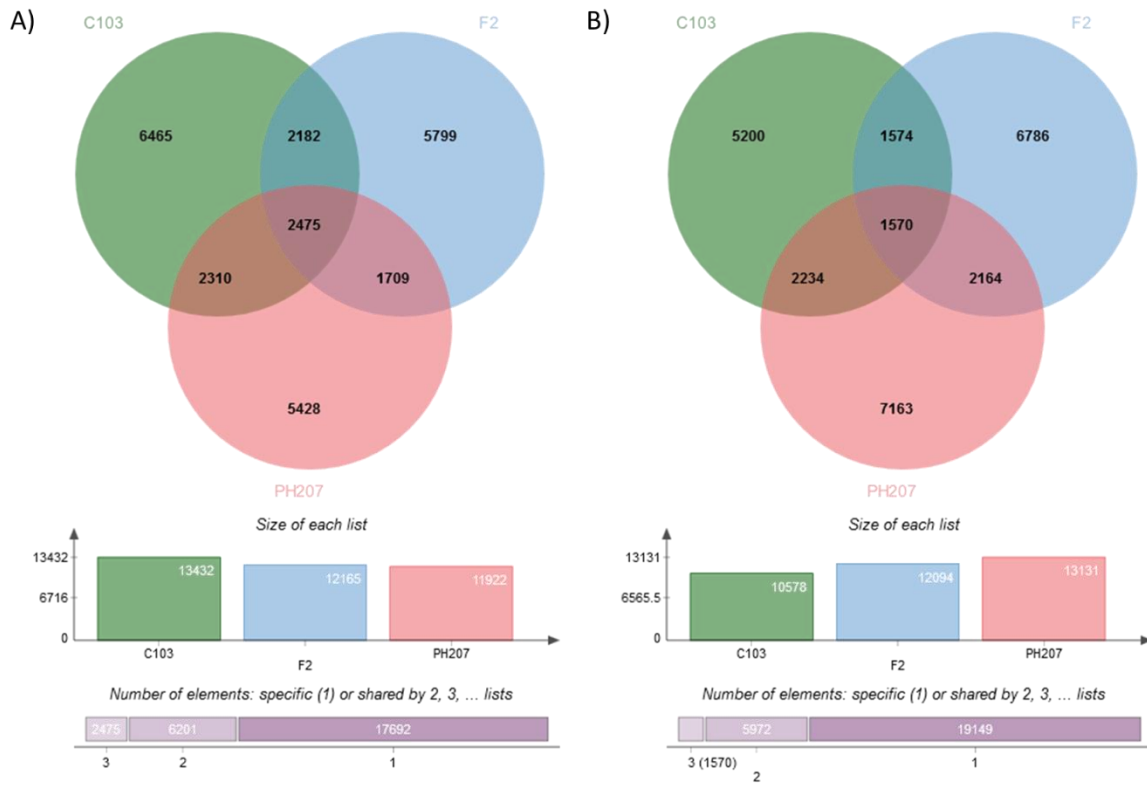 A)
C103
F2
6465
2182
5799
2475
2310
1709
5428
PH207
Size of each list
13432
6716
0
13432
12165
11922
C103
F2
PH207
Number of elements: specific (1) or shared by 2, 3, ... lists
2475
6201
17692
3
2
1
B)
C103
F2
5200
1574
6786
1570
2234
2164
7163
PH207
Size of each list
13131
6565.5
0
10578
12094
13131
C103
F2
PH207
Number of elements: specific (1) or shared by 2, 3, ... lists
5972
19149
3 (1570)
2
1